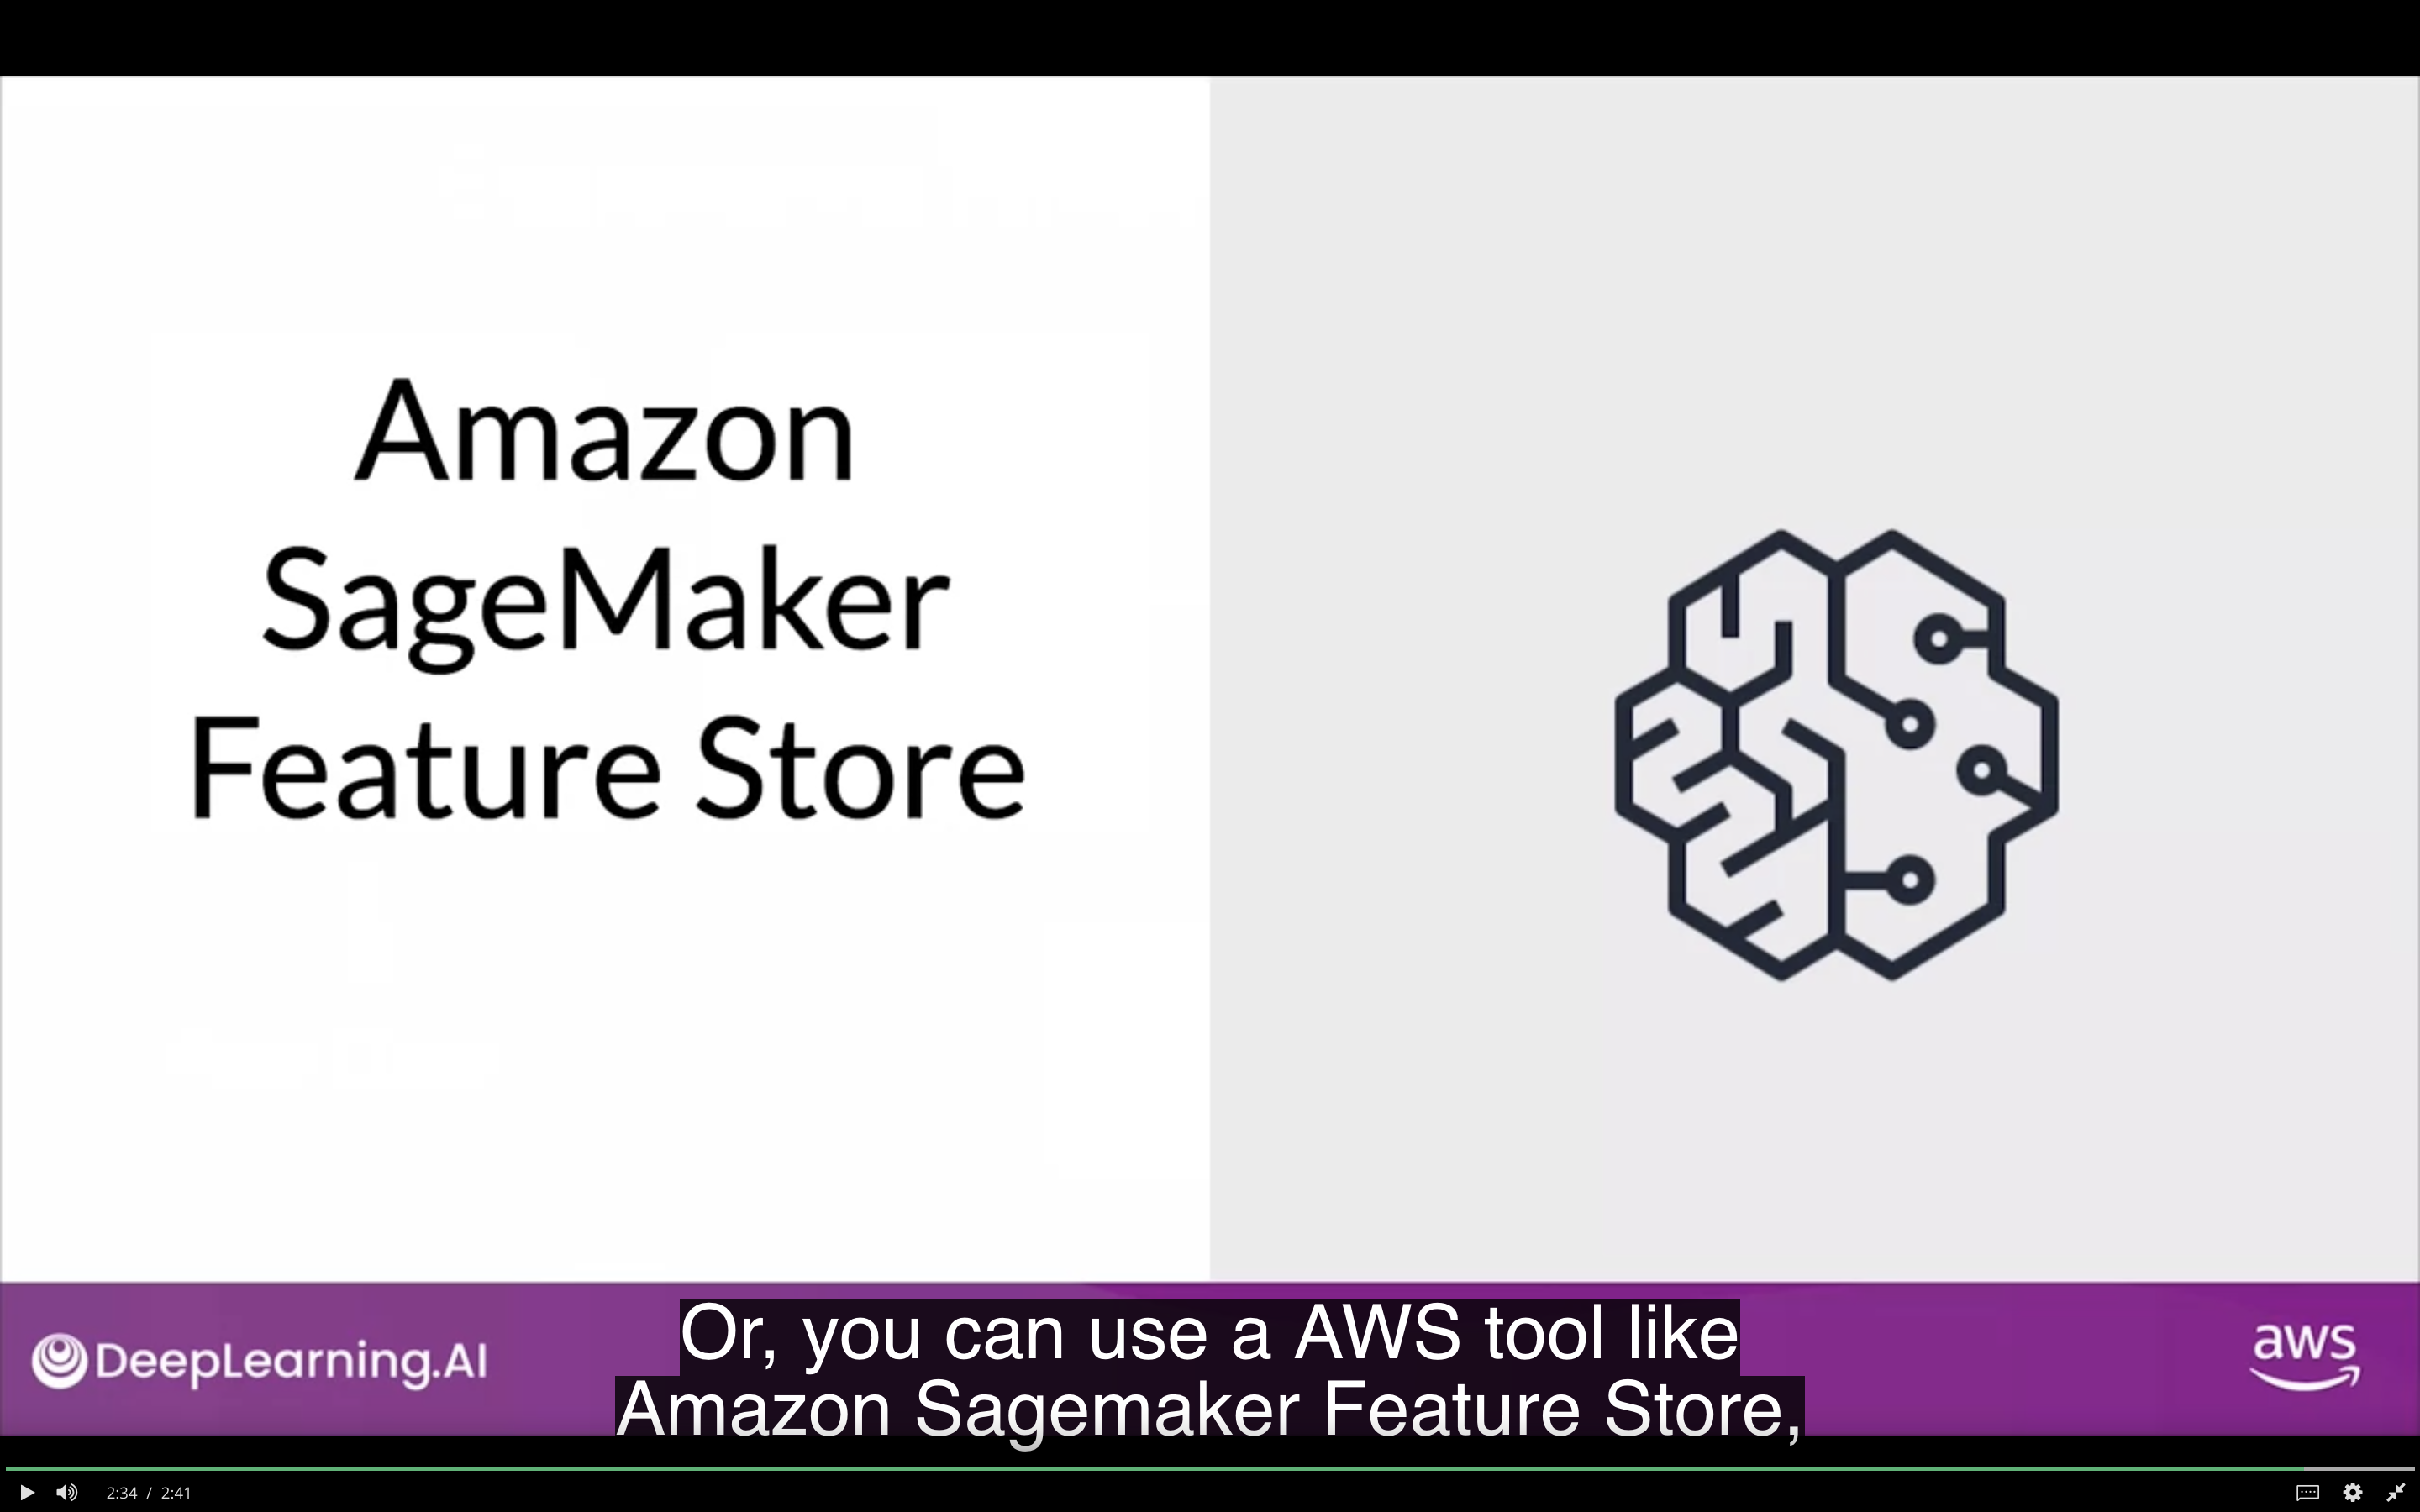 Amazon
SageMaker
Feature Store
DeepLearning.AI
Or, you can use a AWS tool like
Amazon Sagemaker Feature Store,
aws
2:34 / 2:41